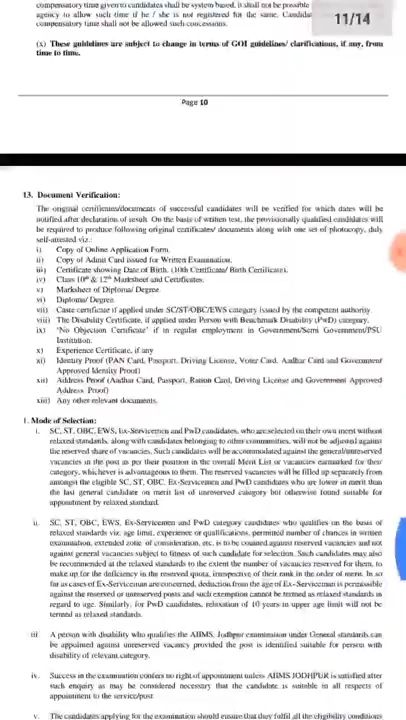 compensatory time given to candidates shall be system based, it shall not be possible
agency to allow such time if he / she is not registered for the same. Candidat
compensatory time shall not be allowed such concessions.
11/14
(x) These guidelines are subject to change in terms of GOI guidelines/ clarifications, if any, from
time to time.
Page 10
13. Document Verification:
The original certificates/documents of successful candidates will be verified for which dates will be
notified after declaration of result. On the basis of written test, the provisionally qualified candidates will
be required to produce following original certificates/ documents along with one set of photocopy, duly
self-attested viz.:
i) Copy of Online Application Form.
ii) Copy of Admit Card issued for Written Examination.
iii) Certificate showing Date of Birth. (10th Certificate/ Birth Certificate).
iv) Class 10th & 12th Marksheet and Certificates.
v) Marksheet of Diploma/ Degree.
vi) Diploma/ Degree
vii) Caste certificate if applied under SC/ST/OBC/EWS category issued by the competent authority.
viii) The Disability Certificate, if applied under Person with Benchmark Disability (PwD) category.
ix) 'No Objection Certificate' if in regular employment in Government/Semi Government/PSU
Institution.
x) Experience Certificate, if any
xi) Identity Proof (PAN Card, Passport, Driving License, Voter Card, Aadhar Card and Government
Approved Identity Proof)
xii) Address Proof (Aadhar Card, Passport, Ration Card, Driving License and Government Approved
Address Proof)
xiii) Any other relevant documents.
1. Mode of Selection:
i. SC, ST, OBC, EWS, Ex-Servicemen and PwD candidates, who are selected on their own merit without
relaxed standards, along with candidates belonging to other communities, will not be adjusted against
the reserved share of vacancies. Such candidates will be accommodated against the general/unreserved
vacancies in the post as per their position in the overall Merit List or vacancies earmarked for their
category, whichever is advantageous to them. The reserved vacancies will be filled up separately from
amongst the eligible SC, ST, OBC, Ex-Servicemen and PwD candidates who are lower in merit than
the last general candidate on merit list of unreserved category but otherwise found suitable for
appointment by relaxed standard.
ii. SC, ST, OBC, EWS, Ex-Servicemen and PwD category candidates who qualifies on the basis of
relaxed standards viz. age limit, experience or qualifications, permitted number of chances in written
examination, extended zone of consideration, etc. is to be counted against reserved vacancies and not
against general vacancies subject to fitness of such candidate for selection. Such candidates may also
be recommended at the relaxed standards to the extent the number of vacancies reserved for them, to
make up for the deficiency in the reserved quota, irrespective of their rank in the order of merit. In so
far as cases of Ex-Serviceman are concerned, deduction from the age of Ex-Serviceman is permissible
against the reserved or unreserved posts and such exemption cannot be termed as relaxed standards in
regard to age. Similarly, for PwD candidates, relaxation of 10 years in upper age limit will not be
termed as relaxed standards.
iii A person with disability who qualifies the AIIMS, Jodhpur examination under General standards can
be appointed against unreserved vacancy provided the post is identified suitable for person with
disability of relevant category.
iv. Success in the examination confers no right of appointment unless AIIMS JODHPUR is satisfied after
such enquiry as may be considered necessary that the candidate is suitable in all respects of
appointment to the service/post.
v. The candidates applying for the examination should ensure that they fulfil all the eligibility conditions